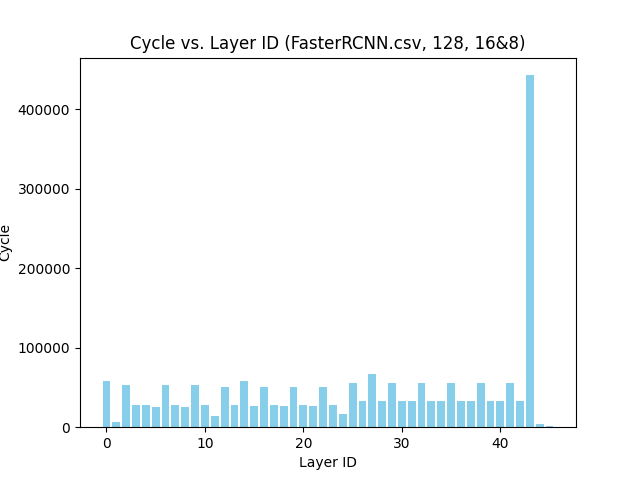 Cycle vs. Layer ID (FasterRCNN.csv, 128, 16&8)
400000
300000
200000
100000
0
Cycle
0 10 20 30 40
Layer ID